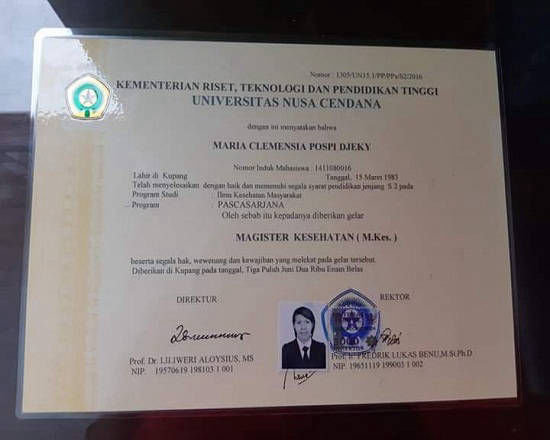 Nomor : 1305/UN15.1/PP/PPs/S2/2016
KEMENTERIAN RISET, TEKNOLOGI DAN PENDIDIKAN TINGGI
UNIVERSITAS NUSA CENDANA
dengan ini menyatakan bahwa
MARIA CLEMENSIA POSPI DJEKY
Nomor Induk Mahasiswa : 1411080016
Lahir di Kupang Tanggal, 15 Maret 1985
Telah menyelesaikan dengan baik dan memenuhi segala syarat pendidikan jenjang S 2 pada
Program Studi : Ilmu Kesehatan Masyarakat
Program : PASCASARJANA
Oleh sebab itu kepadanya diberikan gelar
MAGISTER KESEHATAN ( M.Kes. )
beserta segala hak, wewenang dan kewajiban yang melekat pada gelar tersebut.
Diberikan di Kupang pada tanggal, Tiga Puluh Juni Dua Ribu Enam Belas
DIREKTUR REKTOR
Prof. Dr. LILIWERI ALOYSIUS, MS
NIP. 19570619 198103 1 001
Prof. Ir. FREDRIK LUKAS BENU,M.Si,Ph.D
NIP. 19651119 199003 1 002